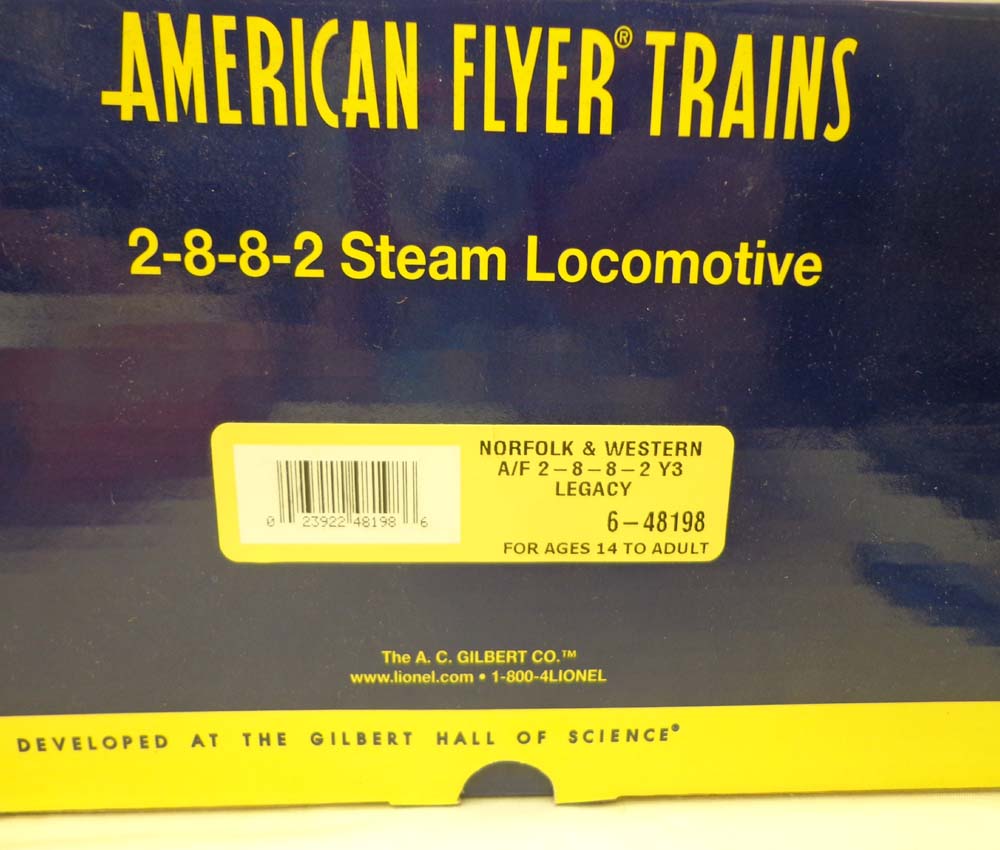 AMERICAN FLYER® TRAINS
2-8-8-2 Steam Locomotive
NORFOLK & WESTERN
A/F 2-8-8-2 Y3
LEGACY
6-48198
FOR AGES 14 TO ADULT
0 23922 48198 6
The A. C. GILBERT CO.™
www.lionel.com • 1-800-4LIONEL
DEVELOPED AT THE GILBERT HALL OF SCIENCE®